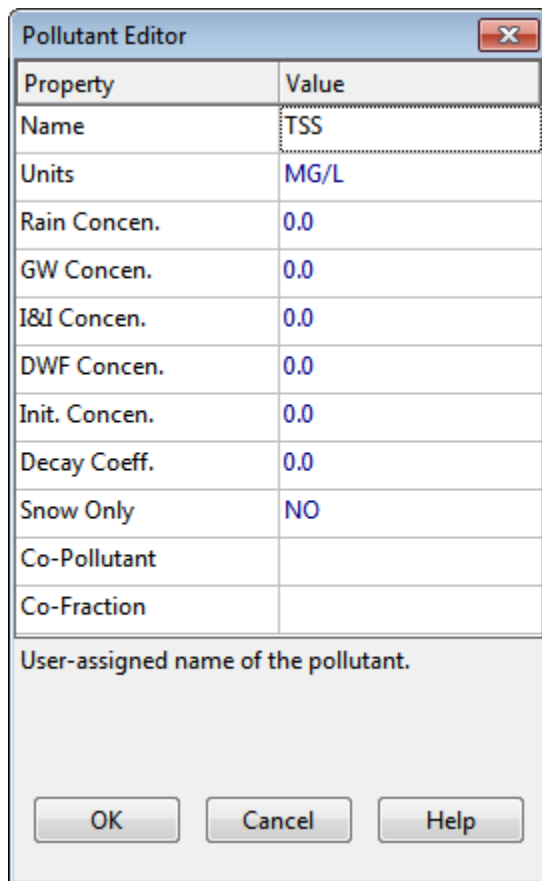 Pollutant Editor
Property Value
Name TSS
Units MG/L
Rain Concen. 0.0
GW Concen. 0.0
I&I Concen. 0.0
DWF Concen. 0.0
Init. Concen. 0.0
Decay Coeff. 0.0
Snow Only NO
Co-Pollutant
Co-Fraction
User-assigned name of the pollutant.
OK Cancel Help